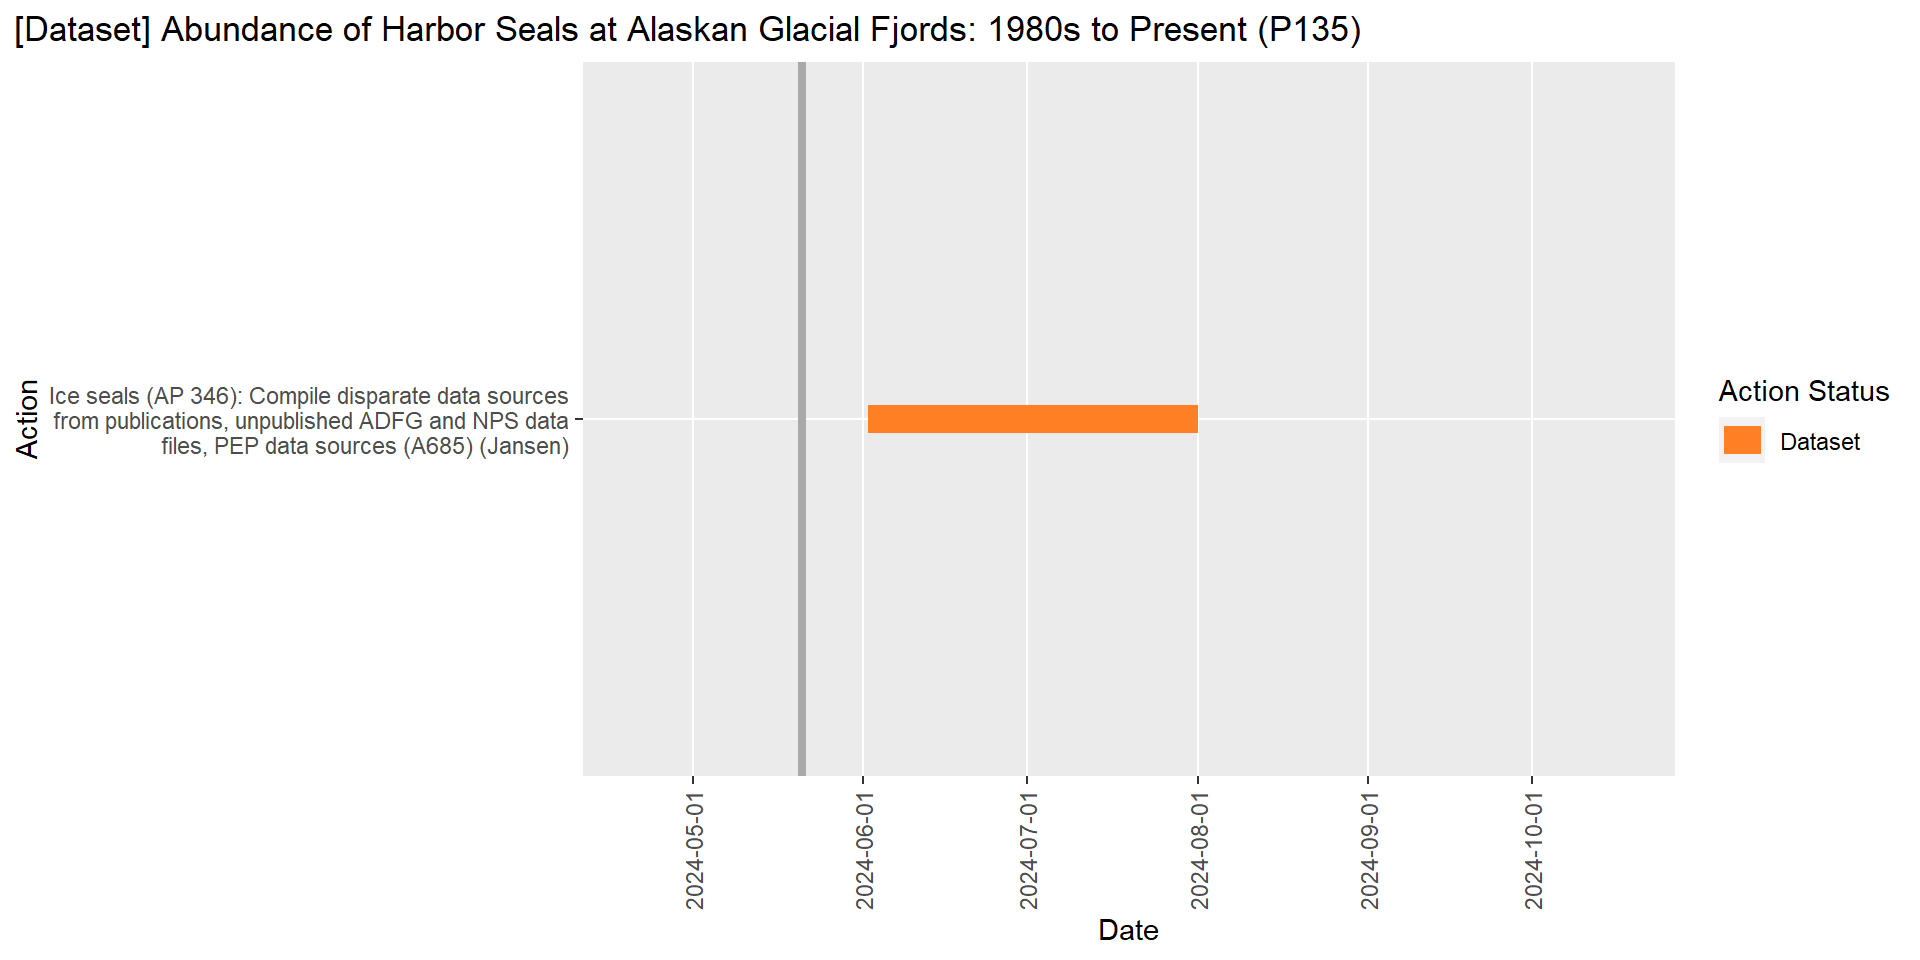 [Dataset] Abundance of Harbor Seals at Alaskan Glacial Fjords: 1980s to Present (P135)
Action
Ice seals (AP 346): Compile disparate data sources
from publications, unpublished ADFG and NPS data
files, PEP data sources (A685) (Jansen)
Action Status
Dataset
2024-05-01
2024-06-01
2024-07-01
2024-08-01
2024-09-01
2024-10-01
Date